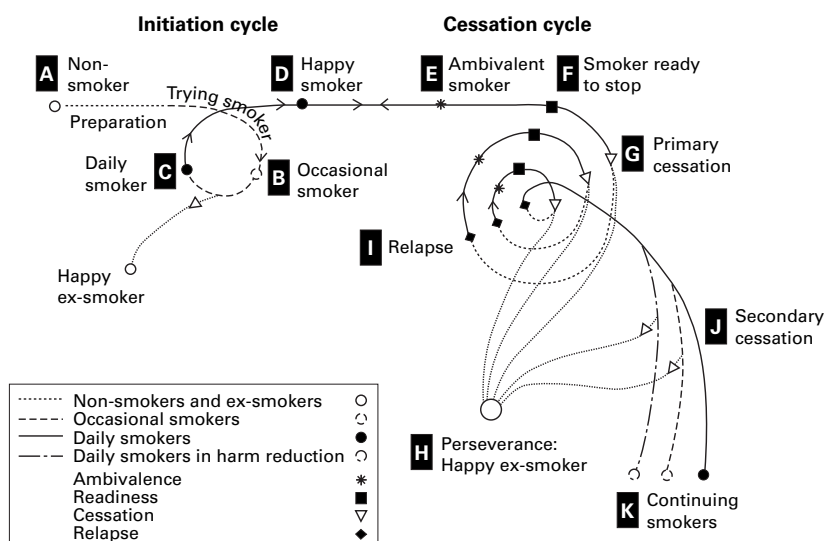 Initiation cycle
Cessation cycle
A
Non-
smoker
D
Happy
smoker
E
Ambivalent
smoker
F
Smoker ready
to stop
Trying smoker
Preparation
G
Primary
cessation
Daily
smoker
C
B
Occasional
smoker
I
Relapse
Happy
ex-smoker
J
Secondary
cessation
H
Perseverance:
Happy ex-smoker
K
Continuing
smokers
Non-smokers and ex-smokers
Occasional smokers
Daily smokers
Daily smokers in harm reduction
Ambivalence
Readiness
Cessation
Relapse